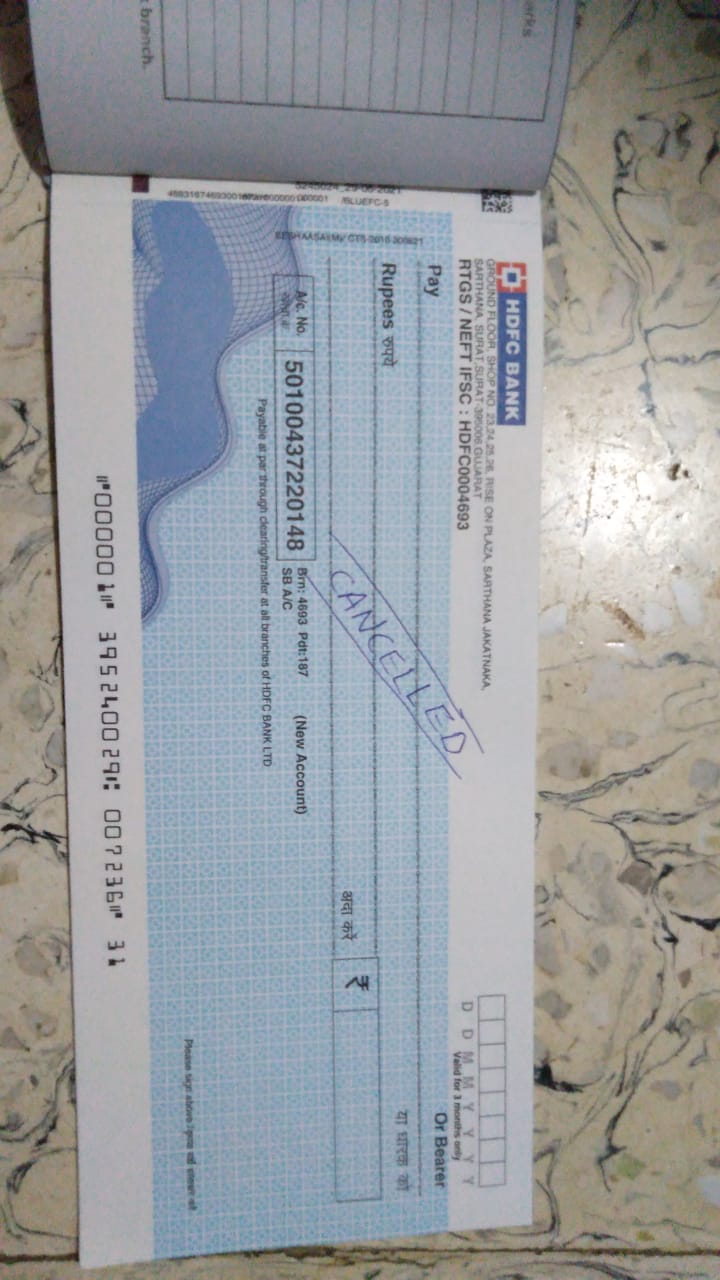 t branch.
arks
HDFC BANK
GROUND FLOOR, SHOP NO. 23,24,25,26, RISE ON PLAZA, SARTHANA JAKATNAKA,
SARTHANA, SURAT,SURAT-395006,GUJARAT
RTGS / NEFT IFSC : HDFC0004693
D D M M Y Y Y Y
Valid for 3 months only
Pay
Or Bearer
या धारक को
Rupees रुपये
CANCELLED
अदा करें
₹
A/c. No.
50100437220148
Brn: 4693 Pdt:187
SB A/C
(New Account)
Payable at par through clearing/transfer at all branches of HDFC BANK LTD
/BLUEFC-5
Please sign above
⑈000001⑈ 395240029⑆ 007236⑈ 31